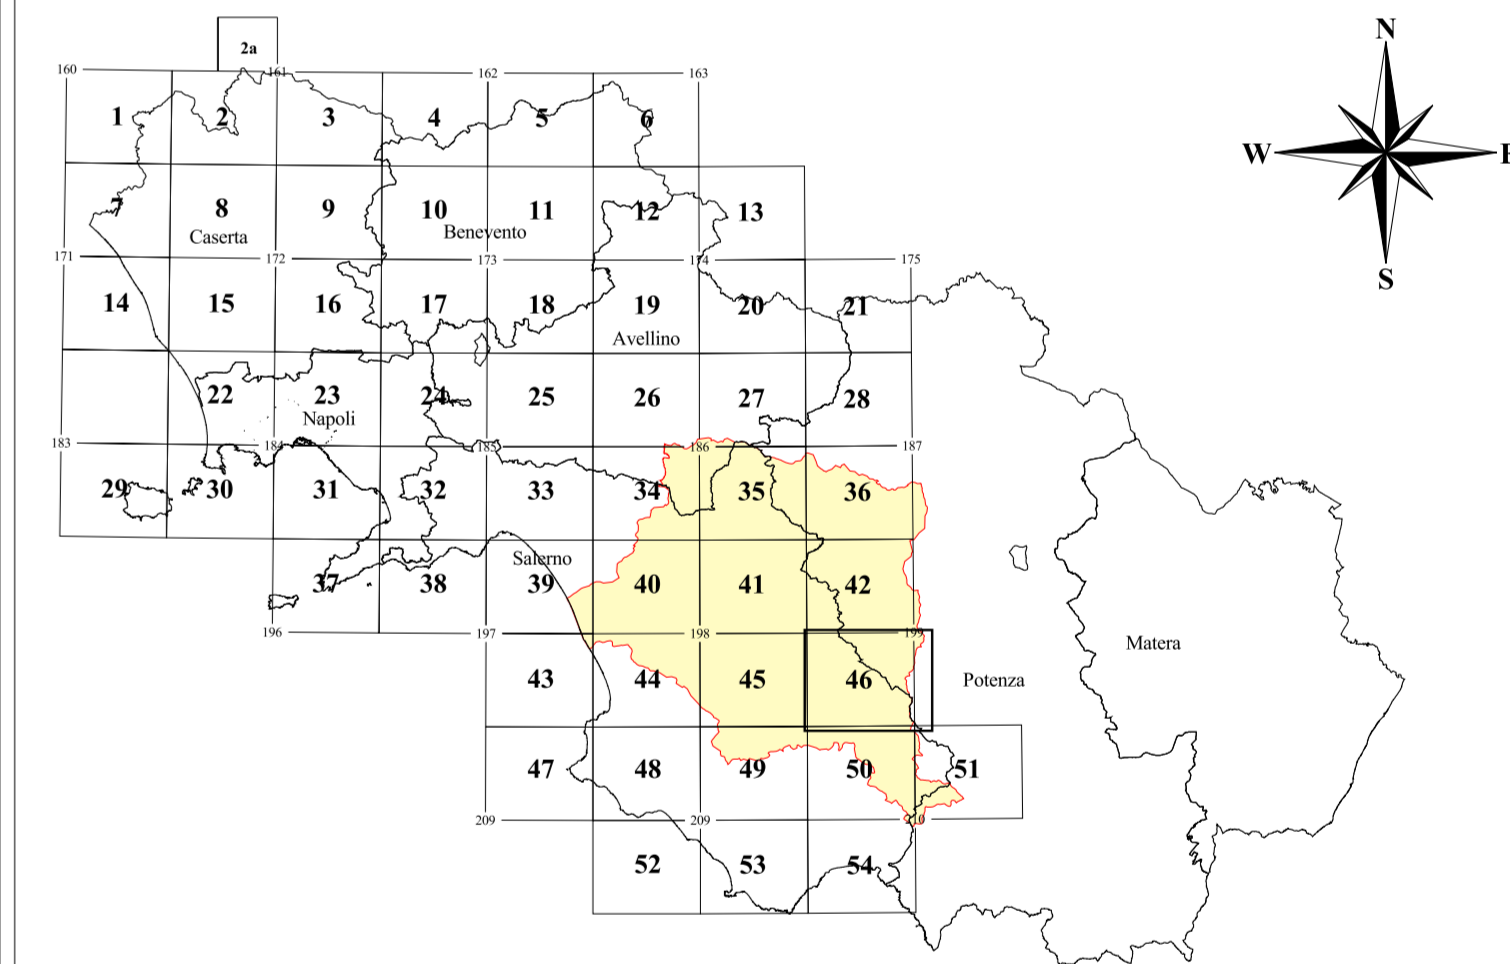 2a
N
160 161 162 163
1 2 3 4 5 6
W E
7 8 9 10 11 12 13
Caserta Benevento
S
171 172 173 174 175
14 15 16 17 18 19 20 21
Avellino
22 23 24 25 26 27 28
Napoli
183 184 185 186 187
29 30 31 32 33 34 35 36
Salerno
37 38 39 40 41 42
196 197 198 199
Matera
43 44 45 46 Potenza
47 48 49 50 51
209 209 210
52 53 54